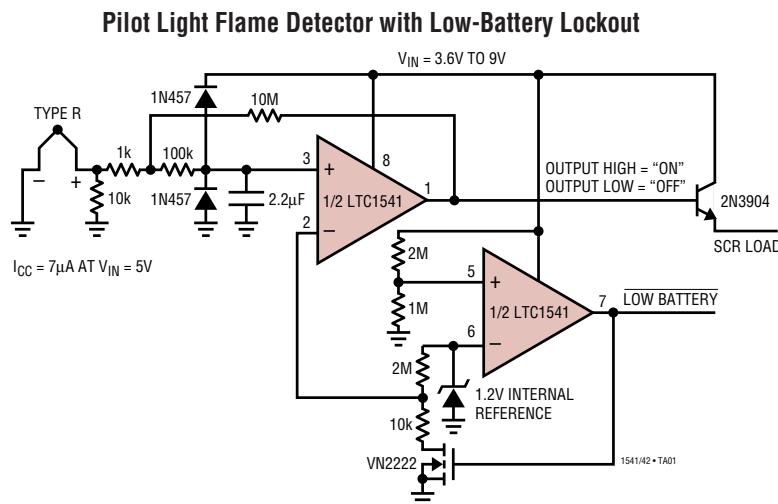 Pilot Light Flame Detector with Low-Battery Lockout
VIN = 3.6V TO 9V
1N457
10M
TYPE R
1k
100k
3
+
8
– +
10k
1N457
2.2µF
1/2 LTC1541
1
OUTPUT HIGH = “ON”
OUTPUT LOW = “OFF”
2N3904
2
–
SCR LOAD
ICC = 7µA AT VIN = 5V
2M
5
+
1M
1/2 LTC1541
7
LOW BATTERY
6
–
2M
1.2V INTERNAL
REFERENCE
10k
VN2222
1541/42 • TA01